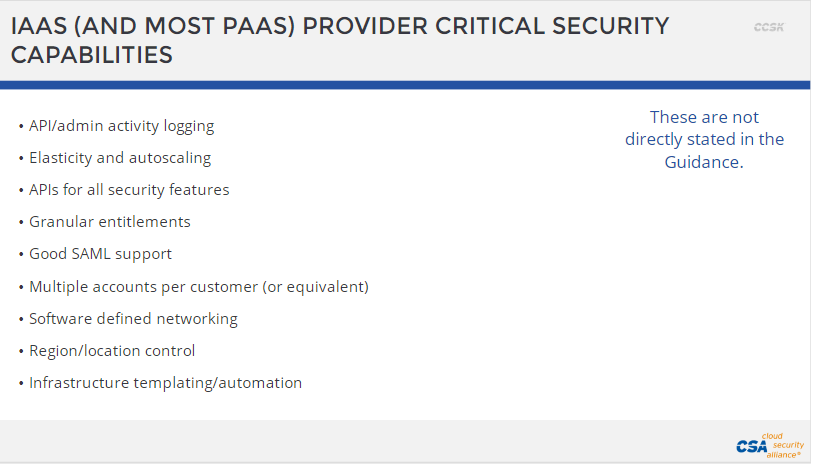 IAAS (AND MOST PAAS) PROVIDER CRITICAL SECURITY
CAPABILITIES
CCSK
• API/admin activity logging
• Elasticity and autoscaling
• APIs for all security features
• Granular entitlements
• Good SAML support
• Multiple accounts per customer (or equivalent)
• Software defined networking
• Region/location control
• Infrastructure templating/automation
These are not
directly stated in the
Guidance.
CSA cloud
security
alliance®